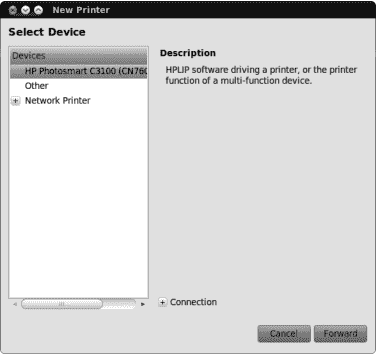 New Printer
Select Device
Devices
HP Photosmart C3100 (CN760
Other
Network Printer
Description
HPLIP software driving a printer, or the printer
function of a multi-function device.
Connection
Cancel
Forward